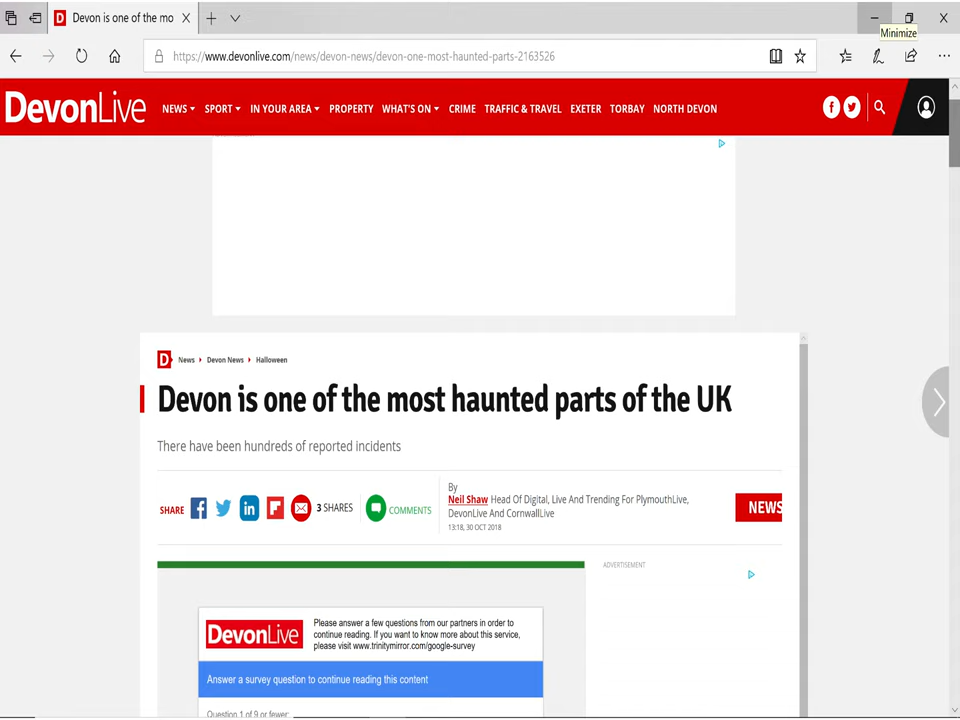 Devon is one of the mo
Minimize
https://www.devonlive.com/news/devon-news/devon-one-most-haunted-parts-2163526
DevonLive NEWS SPORT IN YOUR AREA PROPERTY WHAT'S ON CRIME TRAFFIC & TRAVEL EXETER TORBAY NORTH DEVON
News Devon News Halloween
Devon is one of the most haunted parts of the UK
There have been hundreds of reported incidents
SHARE 3 SHARES COMMENTS
By
Neil Shaw Head Of Digital, Live And Trending For PlymouthLive,
DevonLive And CornwallLive
13:18, 30 OCT 2018
NEWS
ADVERTISEMENT
DevonLive
Please answer a few questions from our partners in order to
continue reading. If you want to know more about this service,
please visit www.trinitymirror.com/google-survey
Answer a survey question to continue reading this content
Question 1 of 9 or fewer: